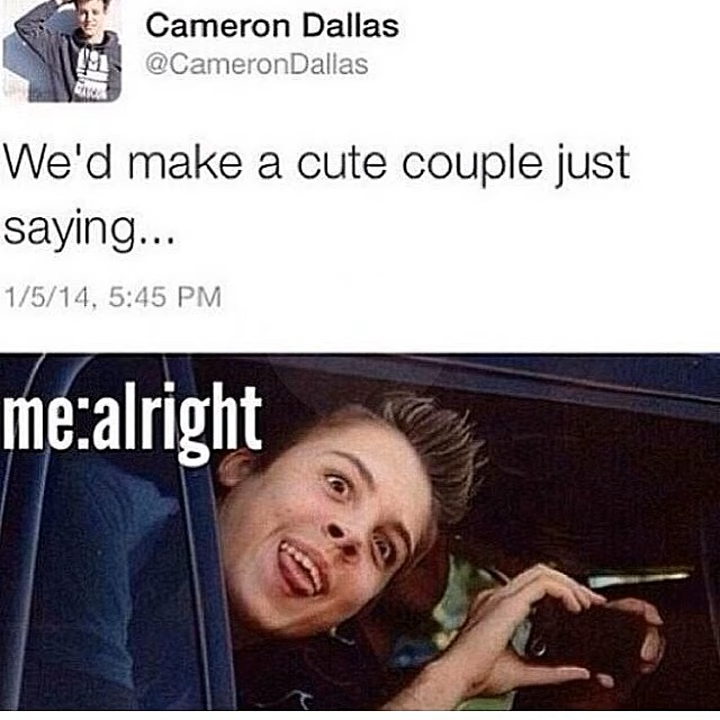 Cameron Dallas
@CameronDallas
We'd make a cute couple just
saying...
1/5/14, 5:45 PM
me:alright